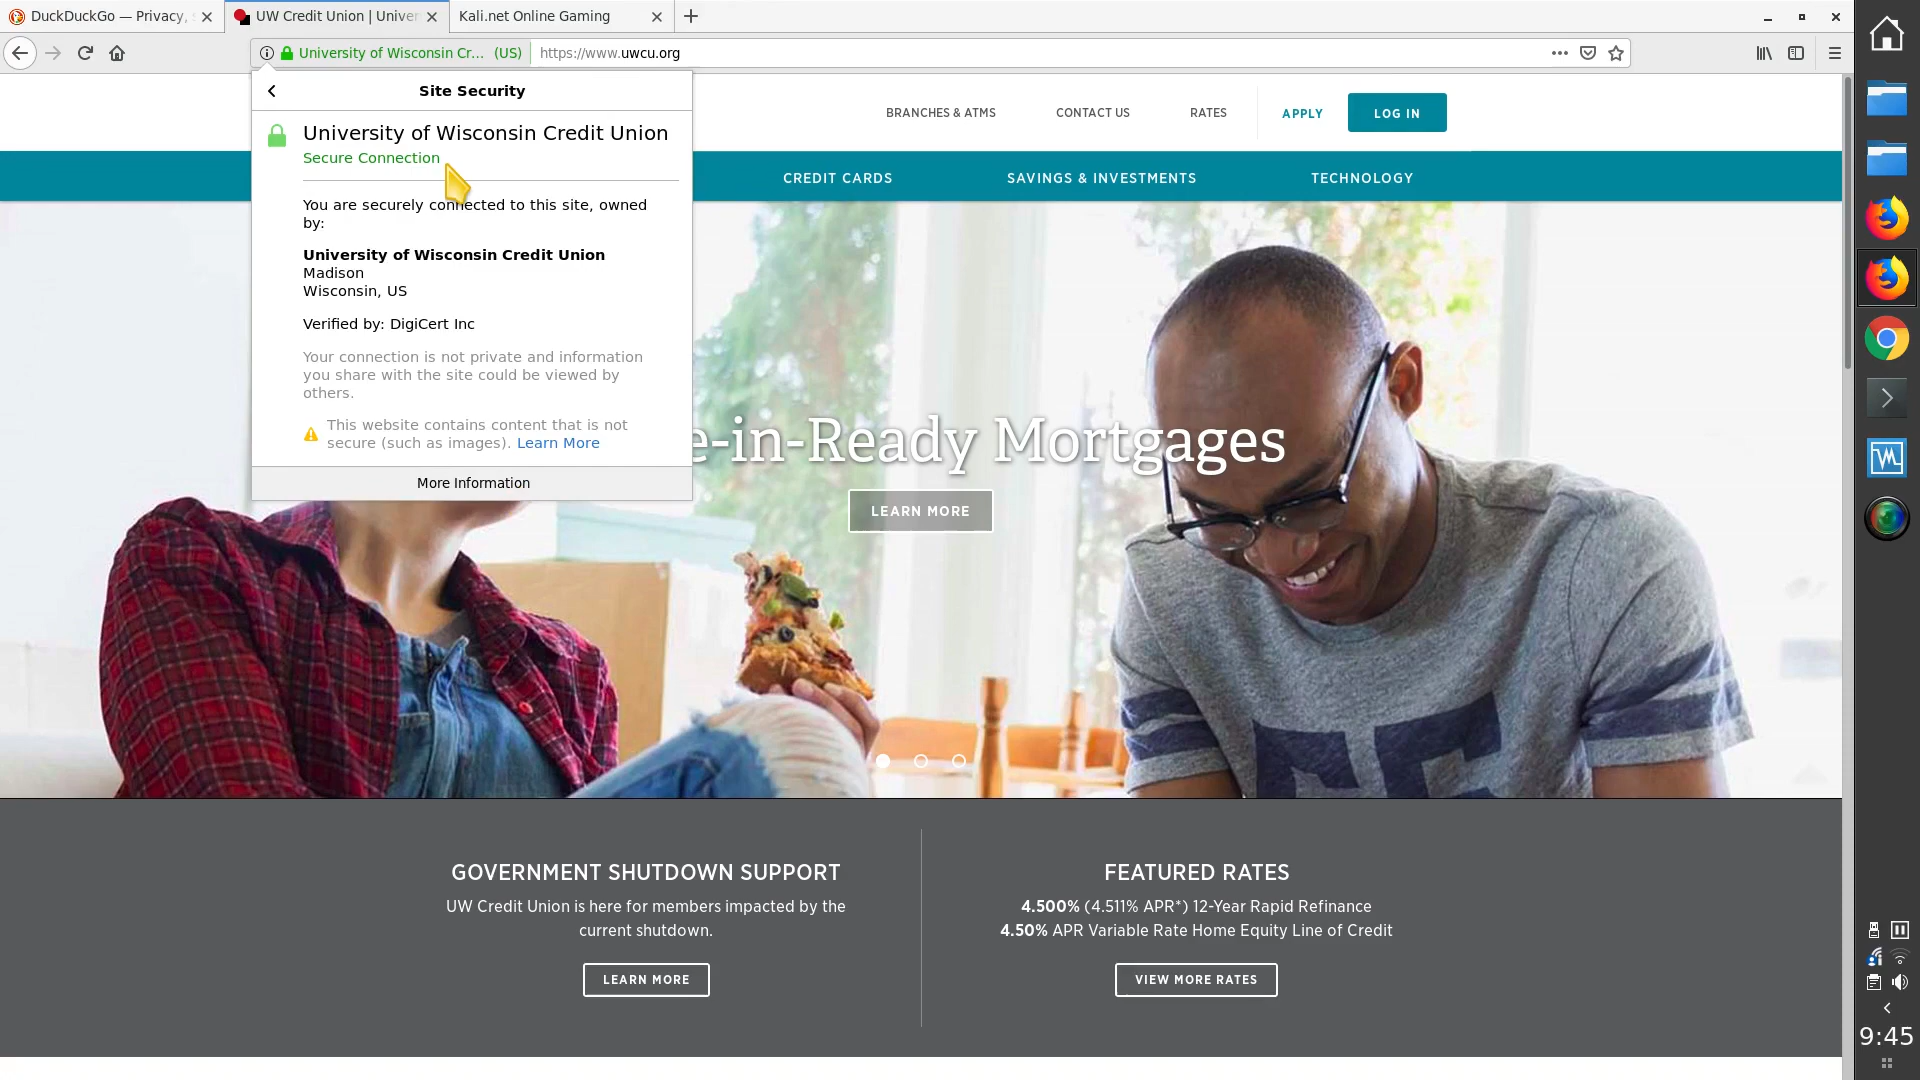 DuckDuckGo — Privacy,
UW Credit Union | Univer
Kali.net Online Gaming
University of Wisconsin Cr... (US)
https://www.uwcu.org
Site Security
University of Wisconsin Credit Union
Secure Connection
You are securely connected to this site, owned
by:
University of Wisconsin Credit Union
Madison
Wisconsin, US
Verified by: DigiCert Inc
Your connection is not private and information
you share with the site could be viewed by
others.
This website contains content that is not
secure (such as images). Learn More
More Information
BRANCHES & ATMS
CONTACT US
RATES
APPLY
LOG IN
CREDIT CARDS
SAVINGS & INVESTMENTS
TECHNOLOGY
e-in-Ready Mortgages
LEARN MORE
GOVERNMENT SHUTDOWN SUPPORT
UW Credit Union is here for members impacted by the
current shutdown.
LEARN MORE
FEATURED RATES
4.500% (4.511% APR*) 12-Year Rapid Refinance
4.50% APR Variable Rate Home Equity Line of Credit
VIEW MORE RATES
9:45